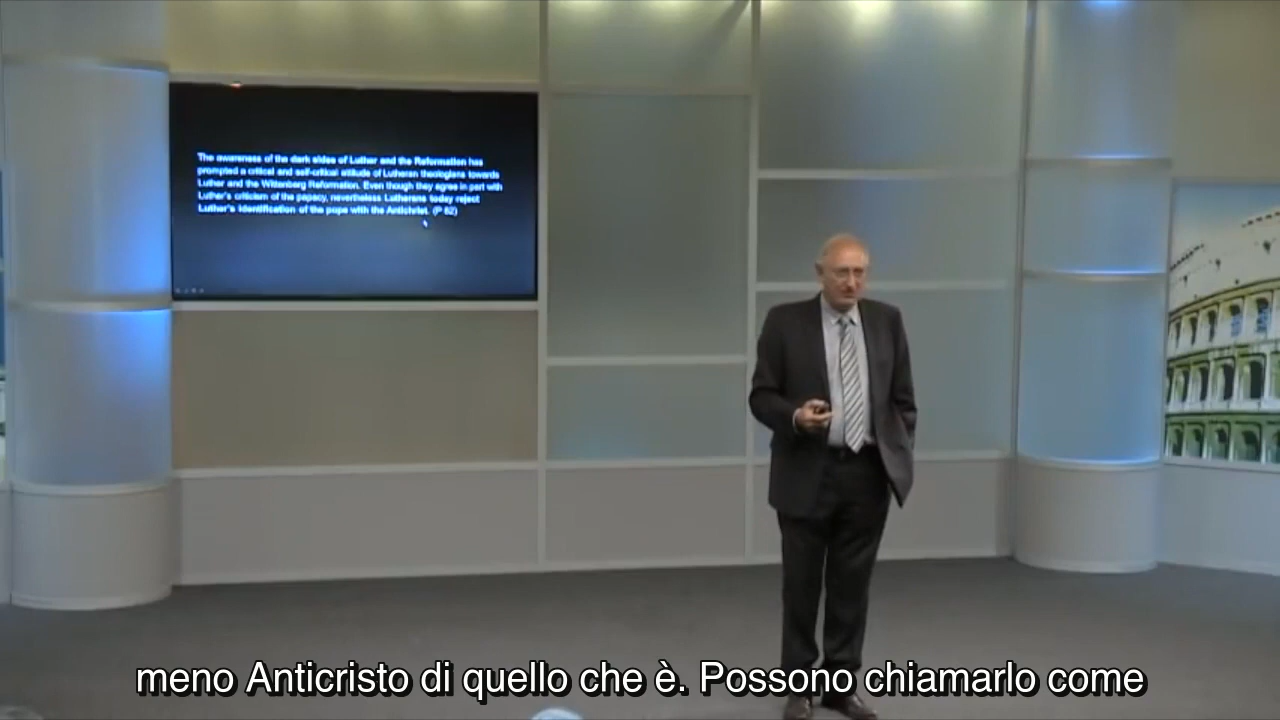 The awareness of the dark sides of Luther and the Reformation has
prompted a critical and self-critical attitude of Lutheran theologians towards
Luther and the Wittenberg Reformation. Even though they agree in part with
Luther's criticism of the papacy, nevertheless Lutherans today reject
Luther's identification of the pope with the Antichrist. (P 82)
meno Anticristo di quello che è. Possono chiamarlo come